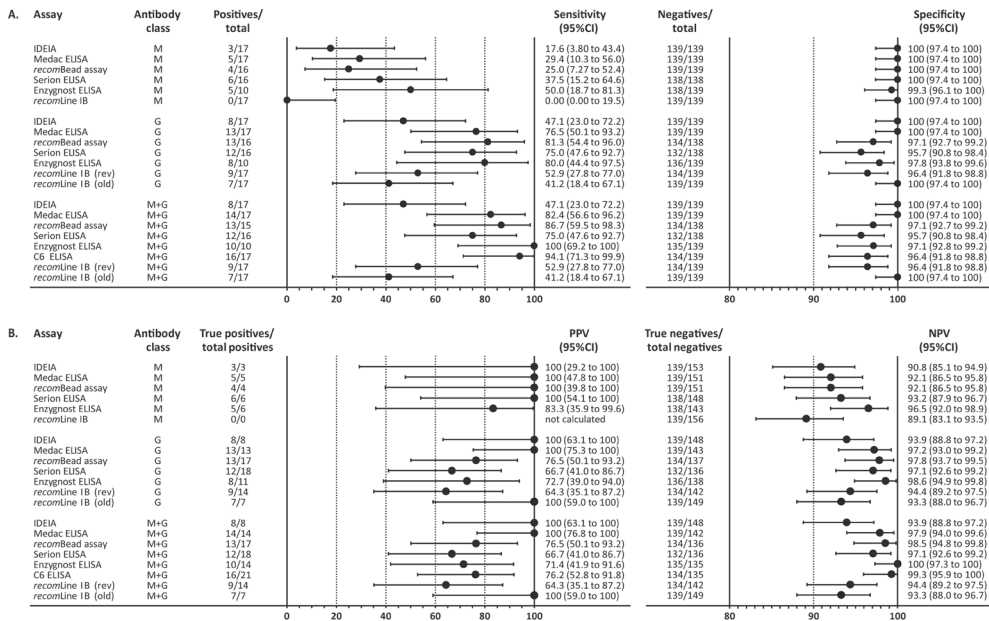 A. Assay Antibody class Positives/ total Sensitivity (95%CI) Negatives/ total Specificity (95%CI)
IDEIA M 3/17 17.6 (3.80 to 43.4) 139/139 100 (97.4 to 100)
Medac ELISA M 5/17 29.4 (10.3 to 56.0) 139/139 100 (97.4 to 100)
recomBead assay M 4/16 25.0 (7.27 to 52.4) 139/139 100 (97.4 to 100)
Serion ELISA M 6/16 37.5 (15.2 to 64.6) 138/138 100 (97.4 to 100)
Enzygnost ELISA M 5/10 50.0 (18.7 to 81.3) 138/139 99.3 (96.1 to 100)
recomLine IB M 0/17 0.00 (0.00 to 19.5) 139/139 100 (97.4 to 100)
IDEIA G 8/17 47.1 (23.0 to 72.2) 139/139 100 (97.4 to 100)
Medac ELISA G 13/17 76.5 (50.1 to 93.2) 139/139 100 (97.4 to 100)
recomBead assay G 13/16 81.3 (54.4 to 96.0) 134/138 97.1 (92.7 to 99.2)
Serion ELISA G 12/16 75.0 (47.6 to 92.7) 132/138 95.7 (90.8 to 98.4)
Enzygnost ELISA G 8/10 80.0 (44.4 to 97.5) 136/139 97.8 (93.8 to 99.6)
recomLine IB (rev) G 9/17 52.9 (27.8 to 77.0) 134/139 96.4 (91.8 to 98.8)
recomLine IB (old) G 7/17 41.2 (18.4 to 67.1) 139/139 100 (97.4 to 100)
IDEIA M+G 8/17 47.1 (23.0 to 72.2) 139/139 100 (97.4 to 100)
Medac ELISA M+G 14/17 82.4 (56.6 to 96.2) 139/139 100 (97.4 to 100)
recomBead assay M+G 13/15 86.7 (59.5 to 98.3) 134/138 97.1 (92.7 to 99.2)
Serion ELISA M+G 12/16 75.0 (47.6 to 92.7) 132/138 95.7 (90.8 to 98.4)
Enzygnost ELISA M+G 10/10 100 (69.2 to 100) 135/139 97.1 (92.8 to 99.2)
C6 ELISA M+G 16/17 94.1 (71.3 to 99.9) 134/139 96.4 (91.8 to 98.8)
recomLine IB (rev) M+G 9/17 52.9 (27.8 to 77.0) 134/139 96.4 (91.8 to 98.8)
recomLine IB (old) M+G 7/17 41.2 (18.4 to 67.1) 139/139 100 (97.4 to 100)
0 20 40 60 80 100 80 90 100
B. Assay Antibody class True positives/ total positives PPV (95%CI) True negatives/ total negatives NPV (95%CI)
IDEIA M 3/3 100 (29.2 to 100) 139/153 90.8 (85.1 to 94.9)
Medac ELISA M 5/5 100 (47.8 to 100) 139/151 92.1 (86.5 to 95.8)
recomBead assay M 4/4 100 (39.8 to 100) 139/151 92.1 (86.5 to 95.8)
Serion ELISA M 6/6 100 (54.1 to 100) 138/148 93.2 (87.9 to 96.7)
Enzygnost ELISA M 5/6 83.3 (35.9 to 99.6) 138/143 96.5 (92.0 to 98.9)
recomLine IB M 0/0 not calculated 139/156 89.1 (83.1 to 93.5)
IDEIA G 8/8 100 (63.1 to 100) 139/148 93.9 (88.8 to 97.2)
Medac ELISA G 13/13 100 (75.3 to 100) 139/143 97.2 (93.0 to 99.2)
recomBead assay G 13/17 76.5 (50.1 to 93.2) 134/137 97.8 (93.7 to 99.5)
Serion ELISA G 12/18 66.7 (41.0 to 86.7) 132/136 97.1 (92.6 to 99.2)
Enzygnost ELISA G 8/11 72.7 (39.0 to 94.0) 136/138 98.6 (94.9 to 99.8)
recomLine IB (rev) G 9/14 64.3 (35.1 to 87.2) 134/142 94.4 (89.2 to 97.5)
recomLine IB (old) G 7/7 100 (59.0 to 100) 139/149 93.3 (88.0 to 96.7)
IDEIA M+G 8/8 100 (63.1 to 100) 139/148 93.9 (88.8 to 97.2)
Medac ELISA M+G 14/14 100 (76.8 to 100) 139/142 97.9 (94.0 to 99.6)
recomBead assay M+G 13/17 76.5 (50.1 to 93.2) 134/136 98.5 (94.8 to 99.8)
Serion ELISA M+G 12/18 66.7 (41.0 to 86.7) 132/136 97.1 (92.6 to 99.2)
Enzygnost ELISA M+G 10/14 71.4 (41.9 to 91.6) 135/135 100 (97.3 to 100)
C6 ELISA M+G 16/21 76.2 (52.8 to 91.8) 134/135 99.3 (95.9 to 100)
recomLine IB (rev) M+G 9/14 64.3 (35.1 to 87.2) 134/142 94.4 (89.2 to 97.5)
recomLine IB (old) M+G 7/7 100 (59.0 to 100) 139/149 93.3 (88.0 to 96.7)
0 20 40 60 80 100 80 90 100